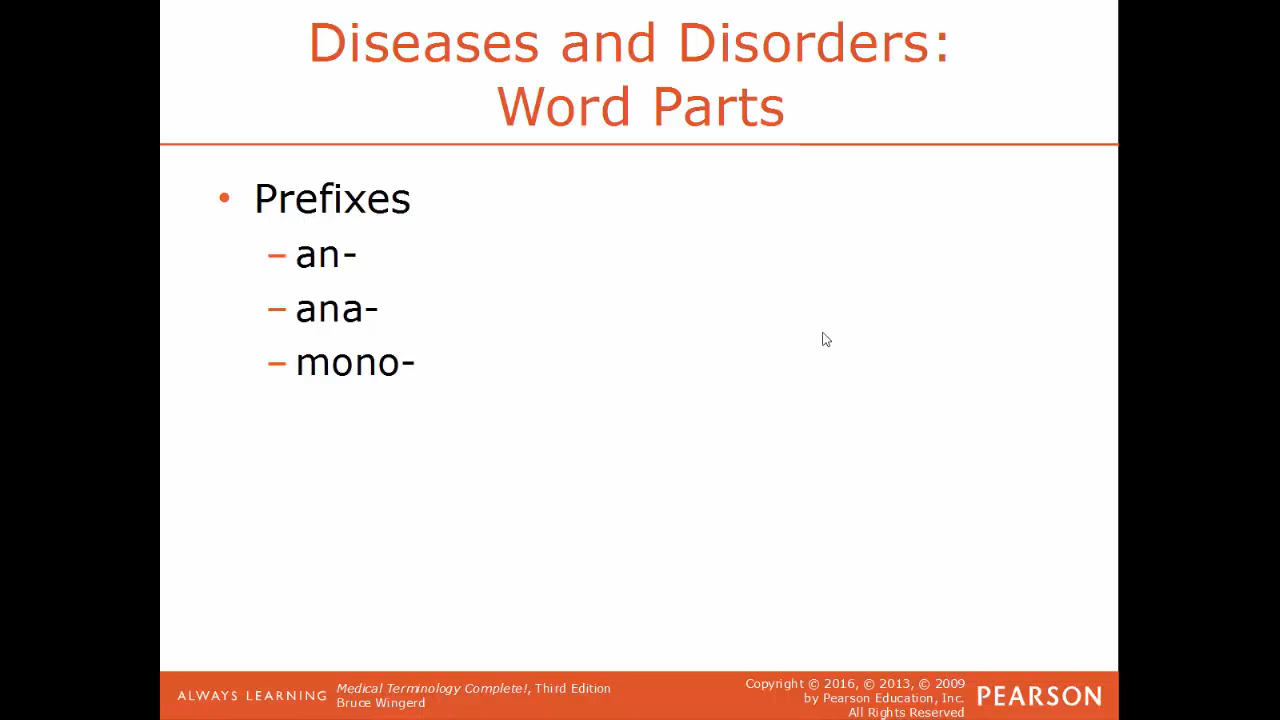 Diseases and Disorders:
Word Parts
• Prefixes
– an-
– ana-
– mono-
ALWAYS LEARNING
Medical Terminology Complete!, Third Edition
Bruce Wingerd
Copyright © 2016, © 2013, © 2009
by Pearson Education, Inc.
All Rights Reserved
PEARSON